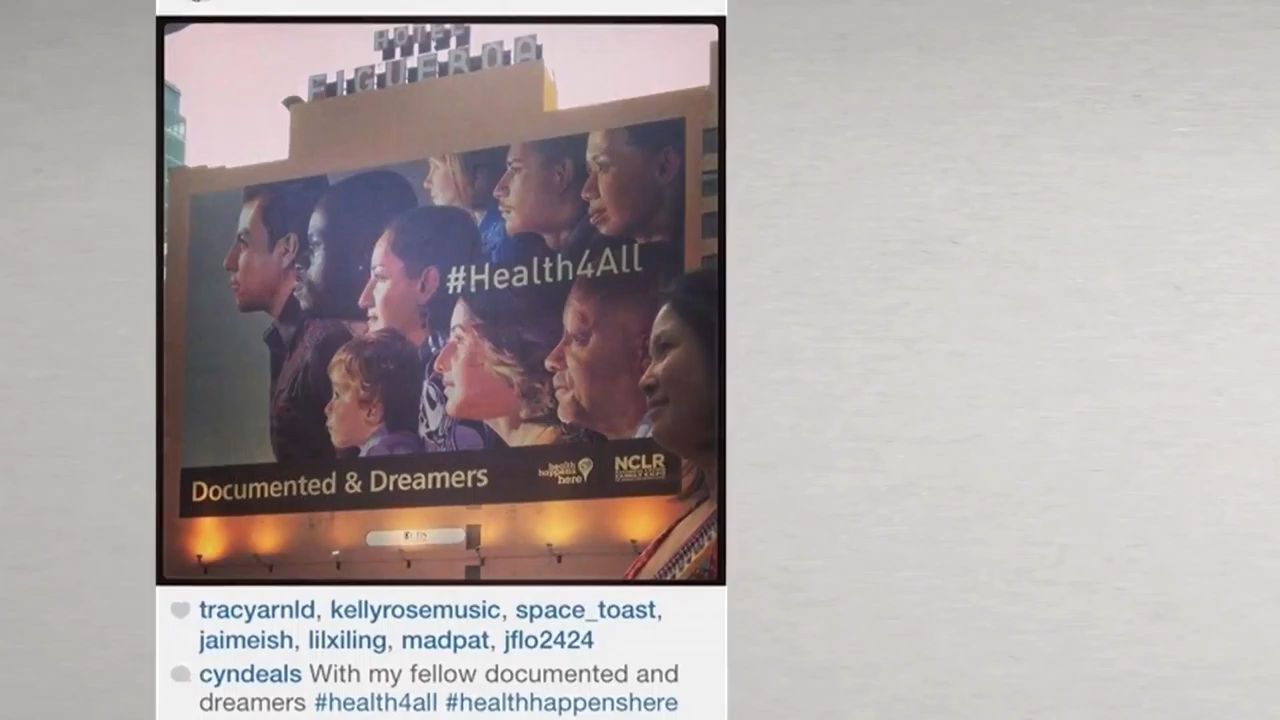 HOTEL
FIGUEROA
#Health4All
Documented & Dreamers
health
happens
here
NCLR
tracyarnld, kellyrosemusic, space_toast,
jaimeish, lilxiling, madpat, jflo2424
cyndeals With my fellow documented and
dreamers #health4all #healthhappenshere